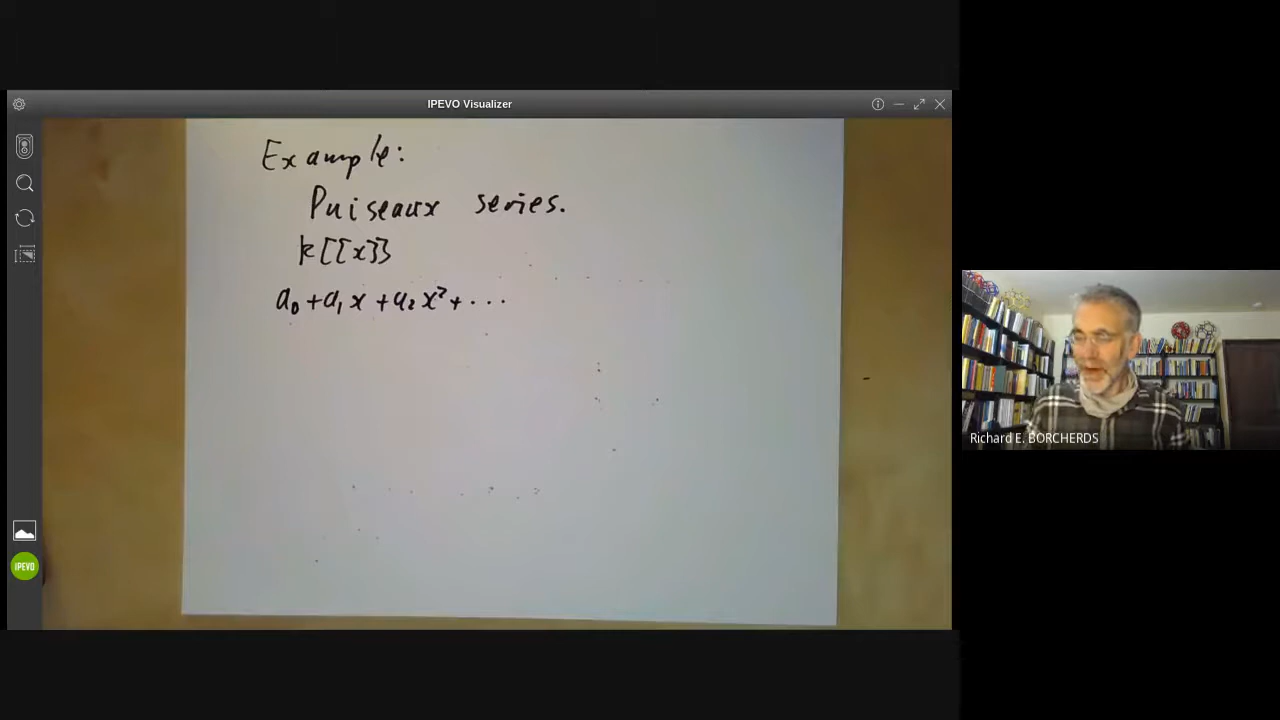 IPEVO Visualizer
Example:
Puiseaux series.
k[[x]]
a₀ + a₁x + a₂x² + ...
Richard E. BORCHERDS
IPEVO